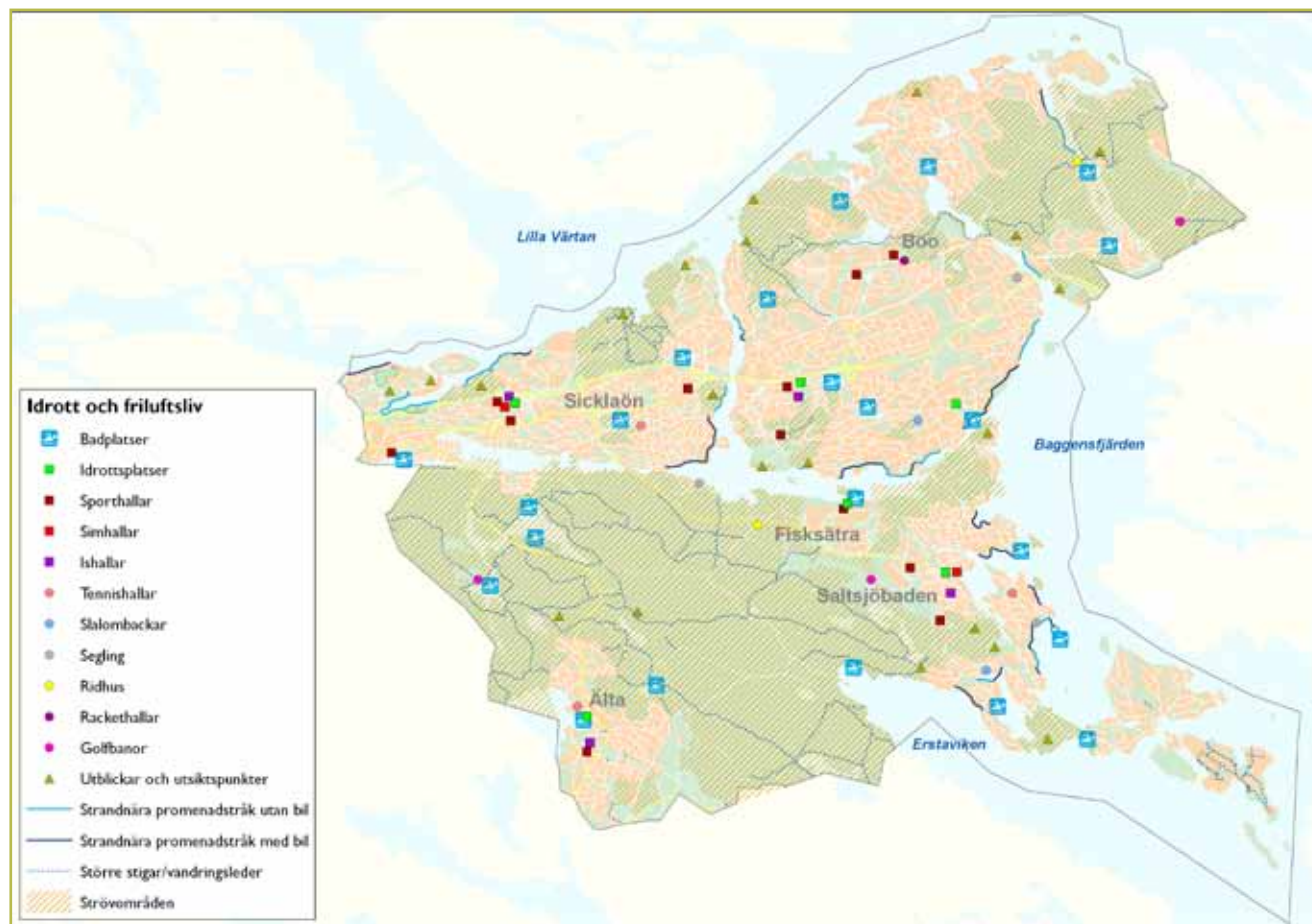 Lilla Värtan
Boo
Sicklaön
Baggensfjärden
Fisksätra
Saltsjöbaden
Älta
Erstaviken
Idrott och friluftsliv
Badplatser
Idrottsplatser
Sporthallar
Simhallar
Ishallar
Tennishallar
Slalombackar
Segling
Ridhus
Rackethallar
Golfbanor
Utblickar och utsiktspunkter
Strandnära promenadstråk utan bil
Strandnära promenadstråk med bil
Större stigar/vandringsleder
Strövområden